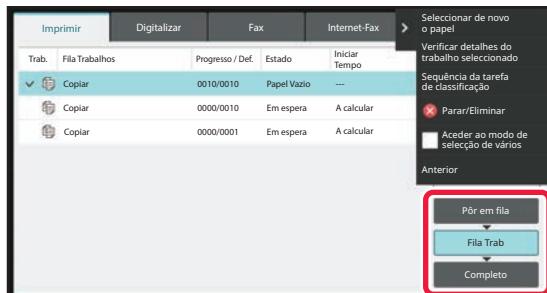 Imprimir
Digitalizar
Fax
Internet-Fax
Trab.
Fila Trabalhos
Progresso / Def.
Estado
Iniciar
Tempo
Copiar
0010/0010
Papel Vazio
---
Copiar
0000/0010
Em espera
A calcular
Copiar
0000/0001
Em espera
A calcular
Seleccionar de novo
o papel
Verificar detalhes do
trabalho seleccionado
Sequência da tarefa
de classificação
Parar/Eliminar
Aceder ao modo de
selecção de vários
Anterior
Pôr em fila
Fila Trab
Completo